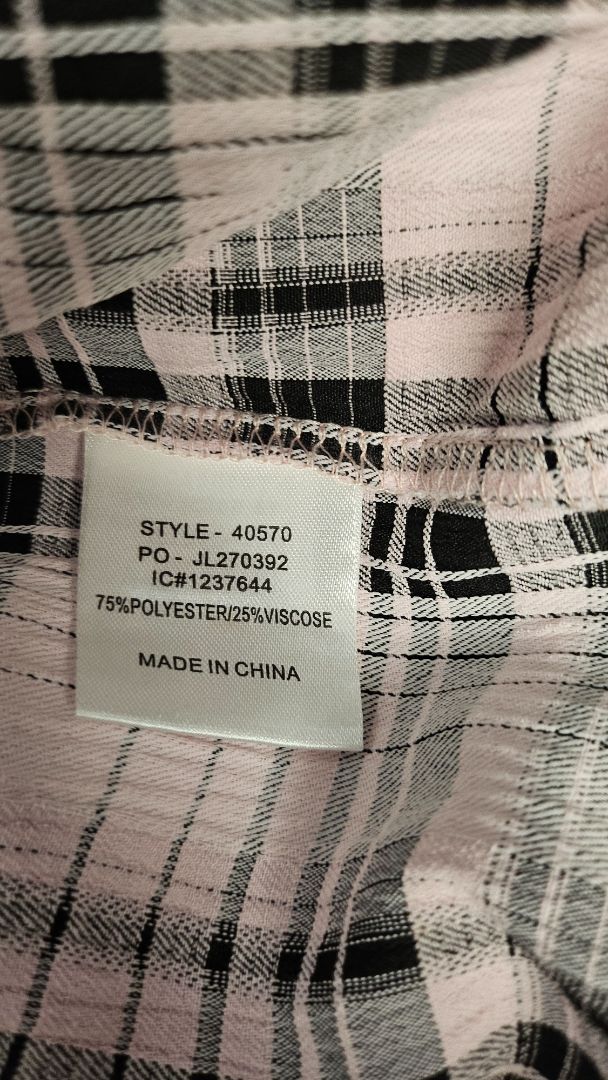 STYLE - 40570
PO - JL270392
IC#1237644
75%POLYESTER/25%VISCOSE
MADE IN CHINA